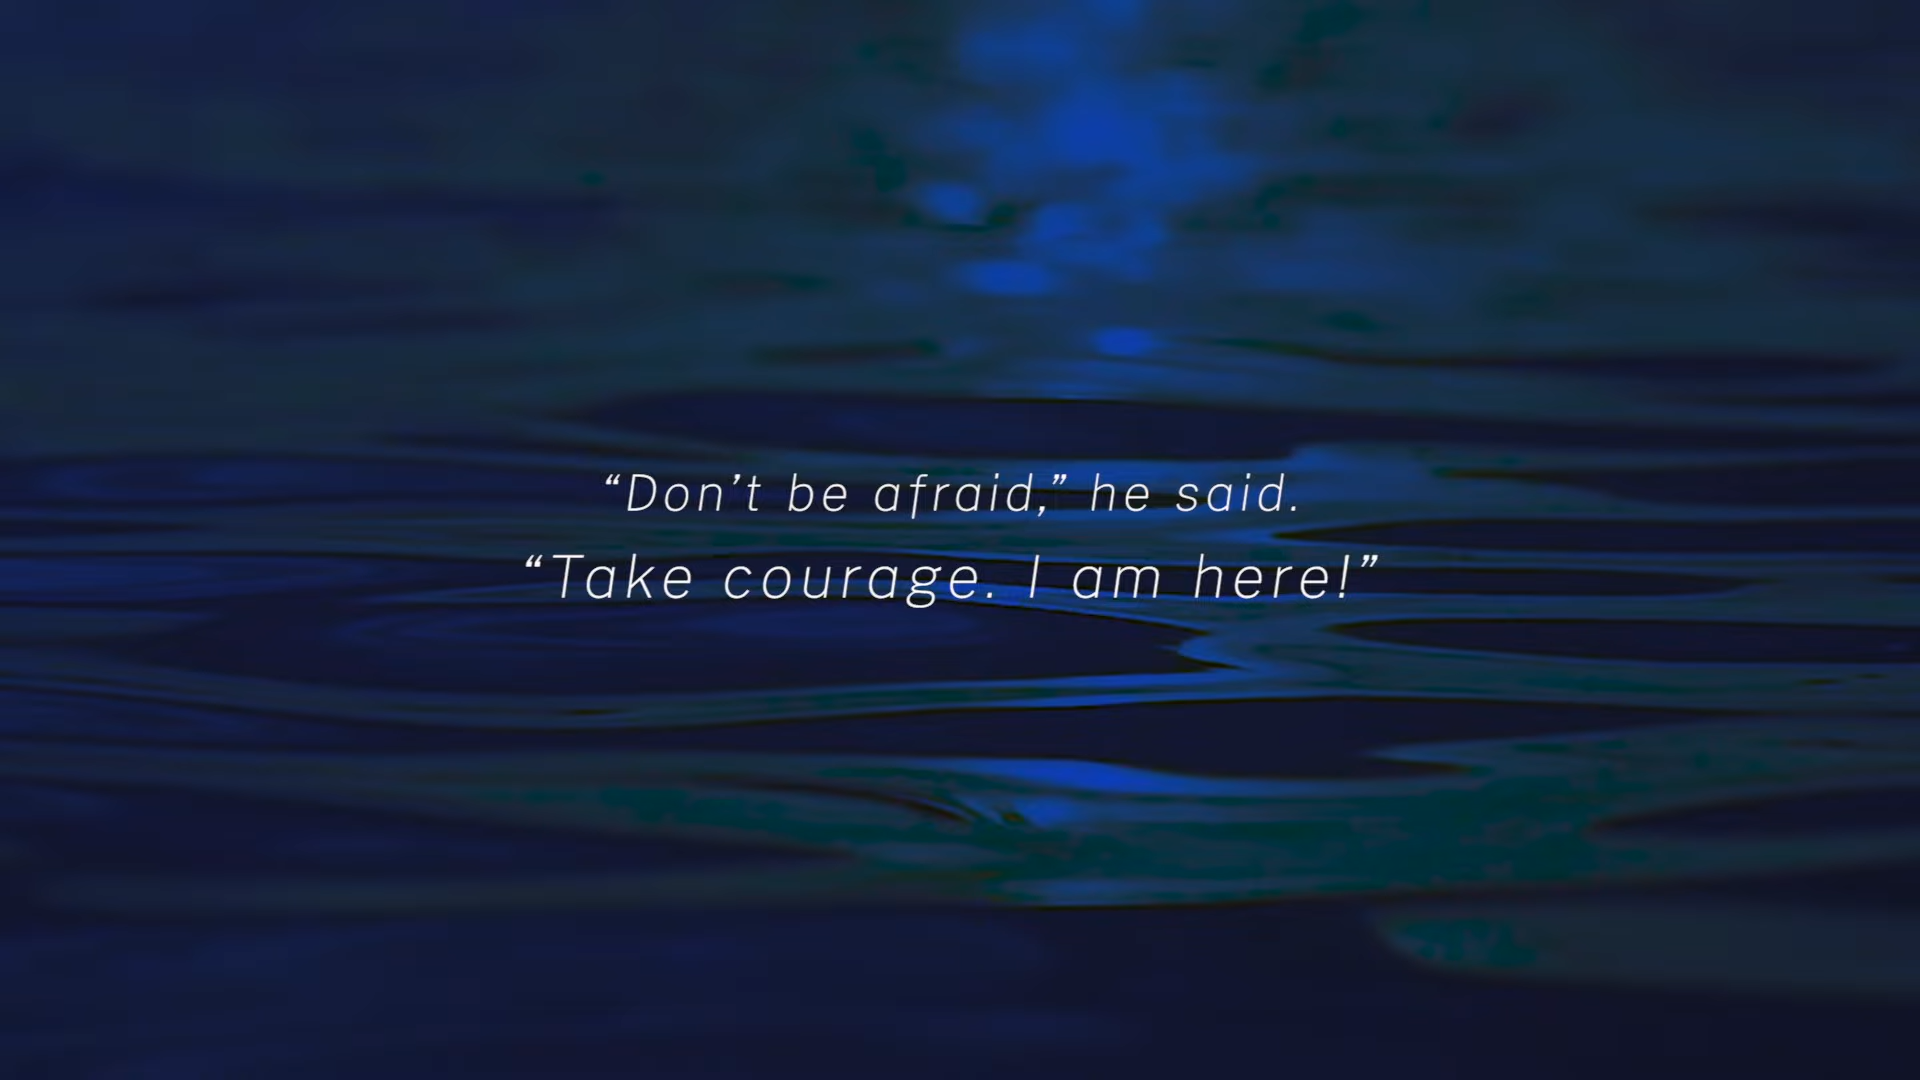 “Don’t be afraid,” he said.
“Take courage. I am here!”